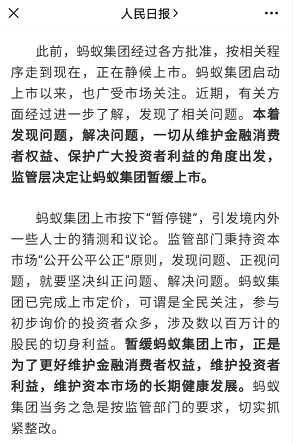 人民日报 >
此前，蚂蚁集团经过各方批准，按相关程
序走到现在，正在静候上市。蚂蚁集团启动
上市以来，也广受市场关注。近期，有关方
面经过进一步了解，发现了相关问题。本着
发现问题，解决问题，一切从维护金融消费
者权益、保护广大投资者利益的角度出发，
监管层决定让蚂蚁集团暂缓上市。
蚂蚁集团上市按下“暂停键”，引发境内外
一些人士的猜测和议论。监管部门秉持资本
市场“公开公平公正”原则，发现问题、正视问
题，就要坚决纠正问题、解决问题。蚂蚁集
团已完成上市定价，可谓是全民关注，参与
初步询价的投资者众多，涉及数以百万计的
股民的切身利益。暂缓蚂蚁集团上市，正是
为了更好维护金融消费者权益，维护投资者
利益，维护资本市场的长期健康发展。蚂蚁
集团当务之急是按监管部门的要求，切实抓
紧整改。